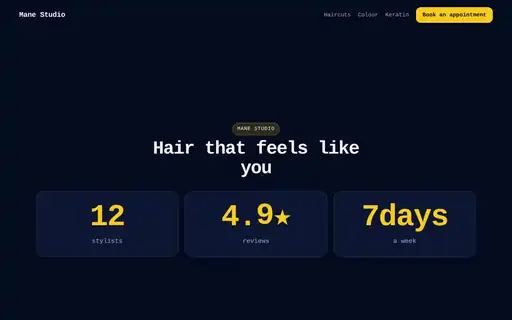 Mane Studio
Haircuts Colour Keratin Book an appointment
MANE STUDIO
Hair that feels like
you
12
stylists
4.9★
reviews
7days
a week